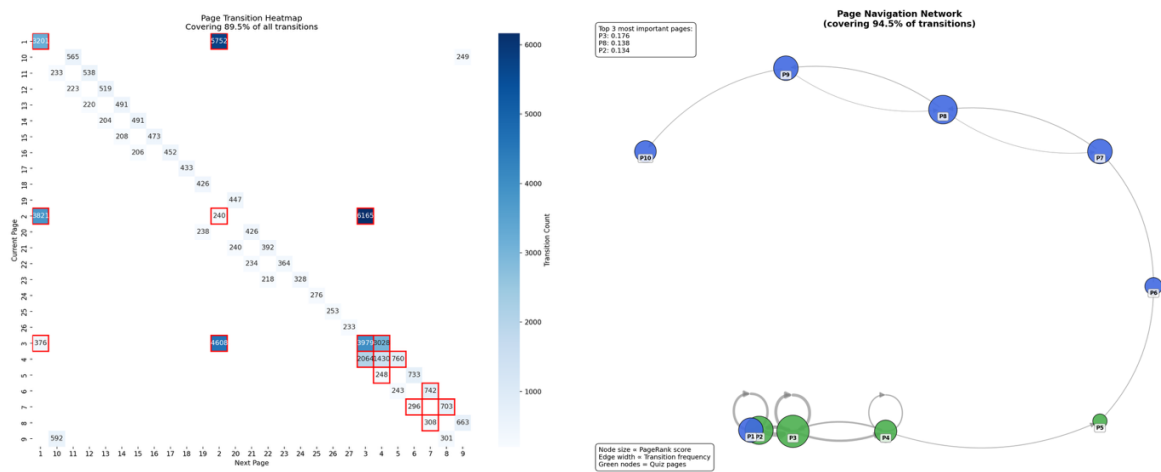 Page Transition Heatmap
Covering 89.5% of all transitions
1 3201 5752
10 565 249
11 233 538
12 223 519
13 220 491
14 204 491
15 208 473
16 206 452
17 433
18 426
19 447
2 3821 240 6165
20 238 426
21 240 392
22 234 364
23 218 328
24 276
25 253
26 233
3 376 4608 3979 3028
4 2064 1430 760
5 248 733
6 243 742
7 296 703
8 308 663
9 592 301
1 10 11 12 13 14 15 16 17 18 19 2 20 21 22 23 24 25 26 27 3 4 5 6 7 8 9
Next Page
Current Page
6000
5000
4000
3000
2000
1000
Transition Count
Page Navigation Network
(covering 94.5% of transitions)
Top 3 most important pages:
P3: 0.176
P8: 0.138
P2: 0.134
P9
P8
P10
P7
P6
P5
P1 P2 P3 P4
Node size = PageRank score
Edge width = Transition frequency
Green nodes = Quiz pages